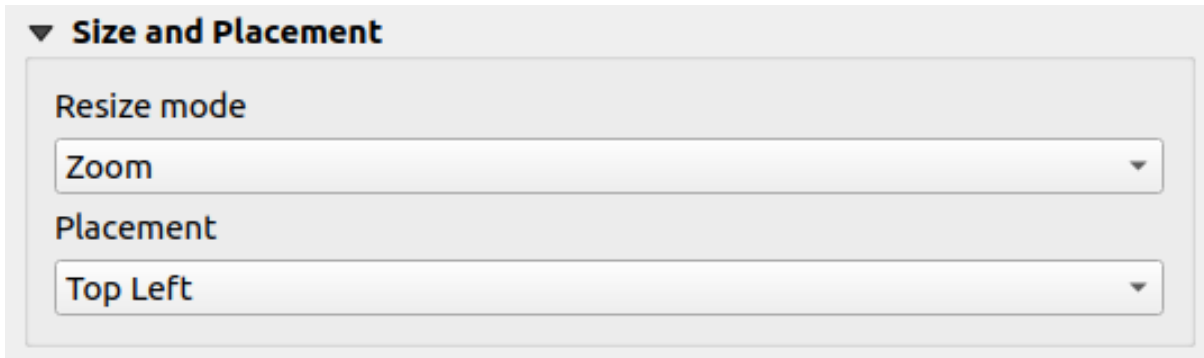 Size and Placement
Resize mode
Zoom
Placement
Top Left